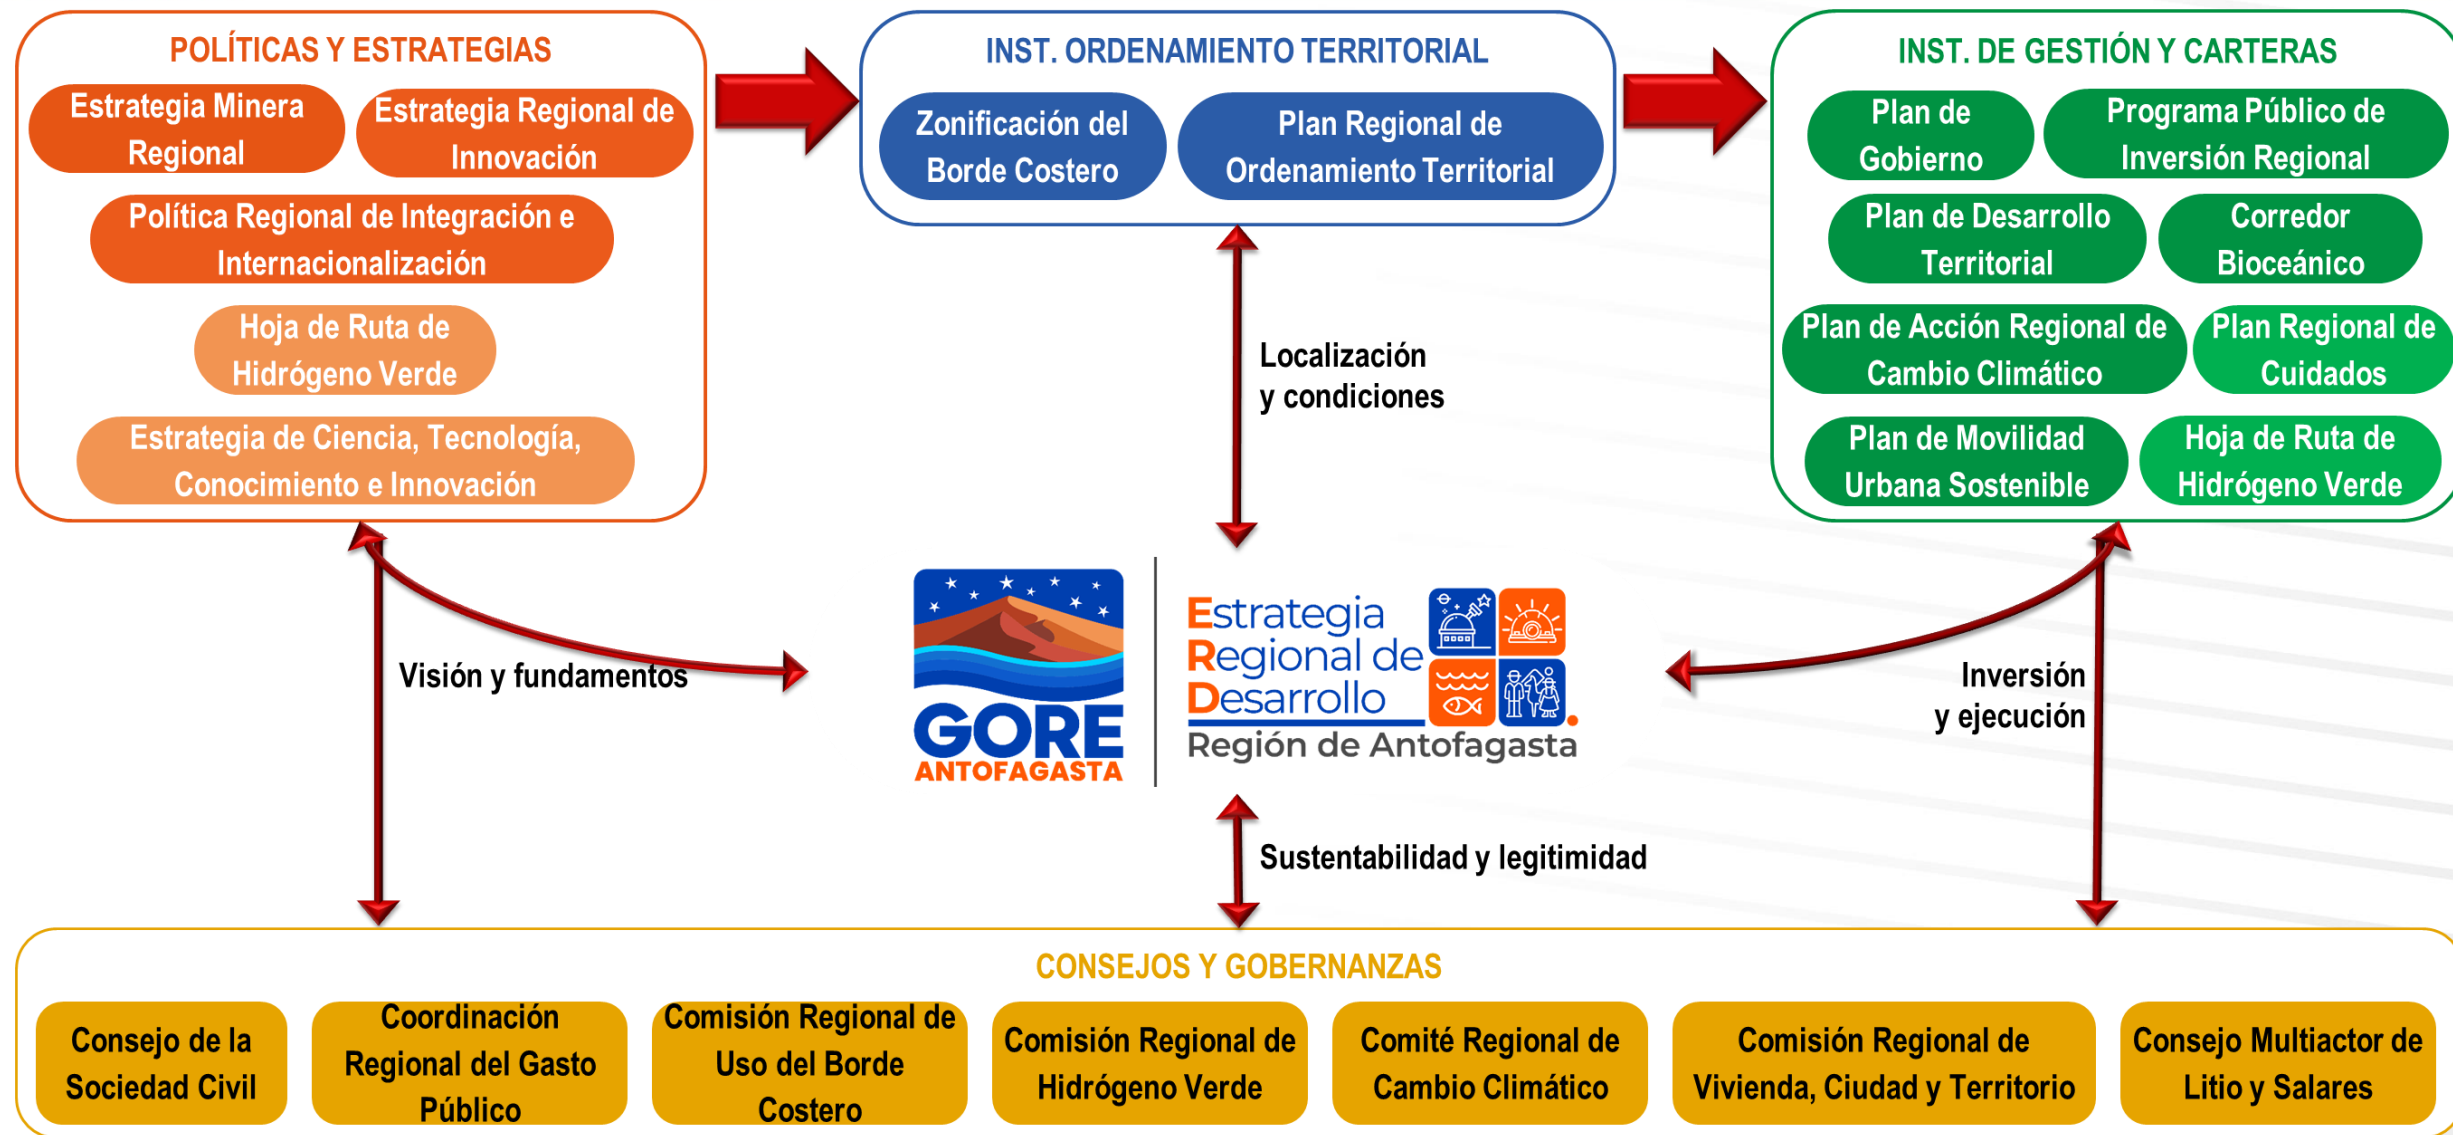 POLÍTICAS Y ESTRATEGIAS
Estrategia Minera
Regional
Estrategia Regional de
Innovación
Política Regional de Integración e
Internacionalización
Hoja de Ruta de
Hidrógeno Verde
Estrategia de Ciencia, Tecnología,
Conocimiento e Innovación
INST. ORDENAMIENTO TERRITORIAL
Zonificación del
Borde Costero
Plan Regional de
Ordenamiento Territorial
INST. DE GESTIÓN Y CARTERAS
Plan de
Gobierno
Programa Público de
Inversión Regional
Plan de Desarrollo
Territorial
Corredor
Bioceánico
Plan de Acción Regional de
Cambio Climático
Plan Regional de
Cuidados
Plan de Movilidad
Urbana Sostenible
Hoja de Ruta de
Hidrógeno Verde
Localización
y condiciones
Visión y fundamentos
GORE
ANTOFAGASTA
Estrategia
Regional de
Desarrollo
Región de Antofagasta
Inversión
y ejecución
Sustentabilidad y legitimidad
CONSEJOS Y GOBERNANZAS
Consejo de la
Sociedad Civil
Coordinación
Regional del Gasto
Público
Comisión Regional de
Uso del Borde
Costero
Comisión Regional de
Hidrógeno Verde
Comité Regional de
Cambio Climático
Comisión Regional de
Vivienda, Ciudad y Territorio
Consejo Multiactor de
Litio y Salares